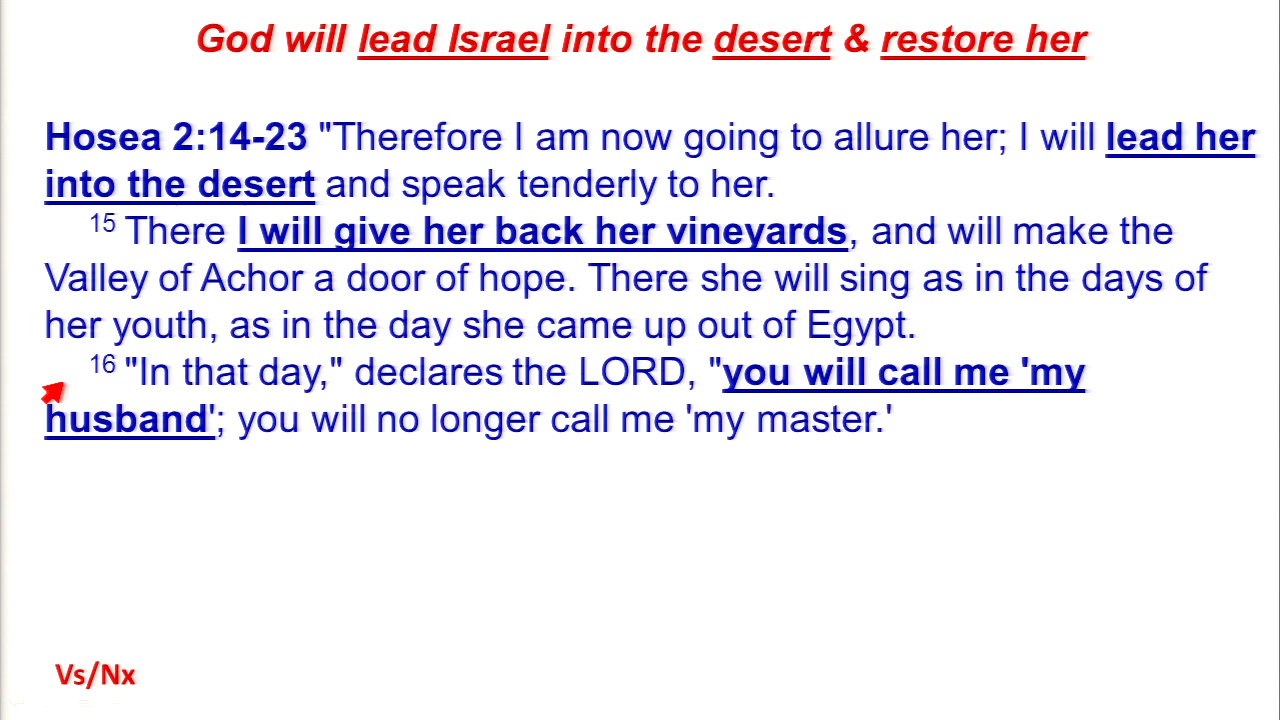 God will lead Israel into the desert & restore her
Hosea 2:14-23 "Therefore I am now going to allure her; I will lead her
into the desert and speak tenderly to her.
15 There I will give her back her vineyards, and will make the
Valley of Achor a door of hope. There she will sing as in the days of
her youth, as in the day she came up out of Egypt.
16 "In that day," declares the LORD, "you will call me 'my
husband'; you will no longer call me 'my master.'
Vs/Nx